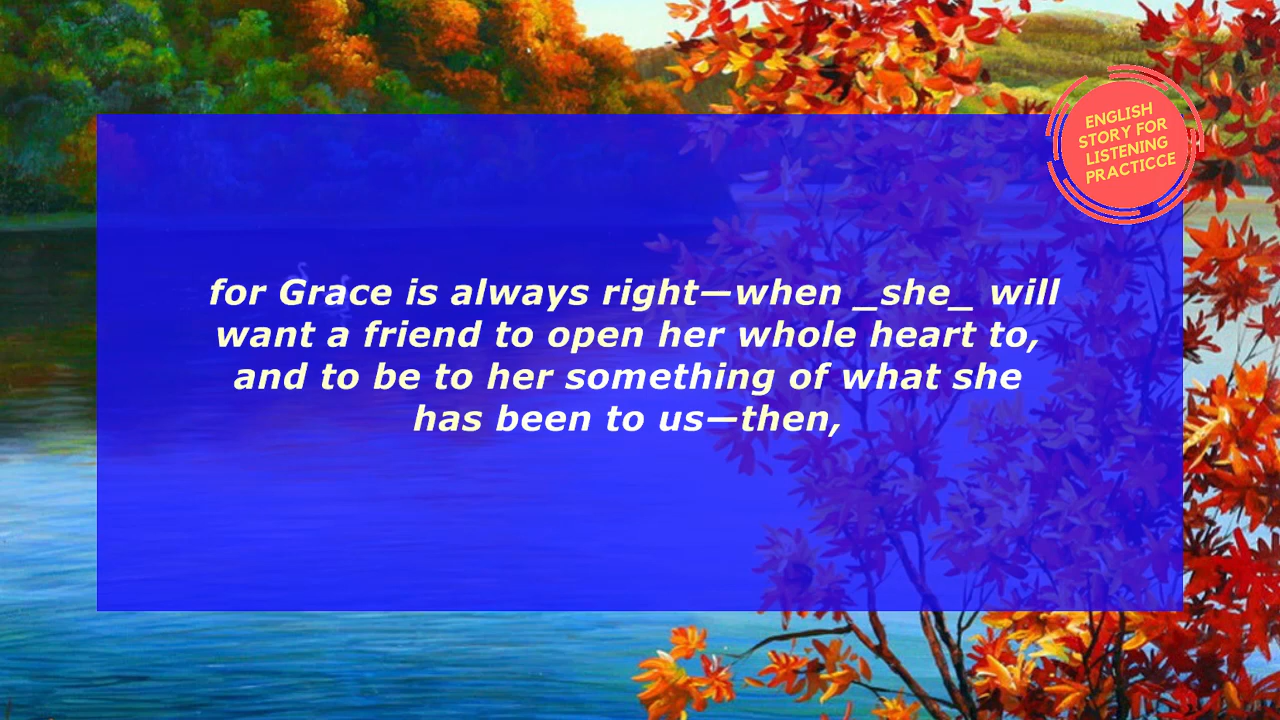 for Grace is always right—when _she_ will
want a friend to open her whole heart to,
and to be to her something of what she
has been to us—then,
ENGLISH
STORY FOR
LISTENING
PRACTICCE